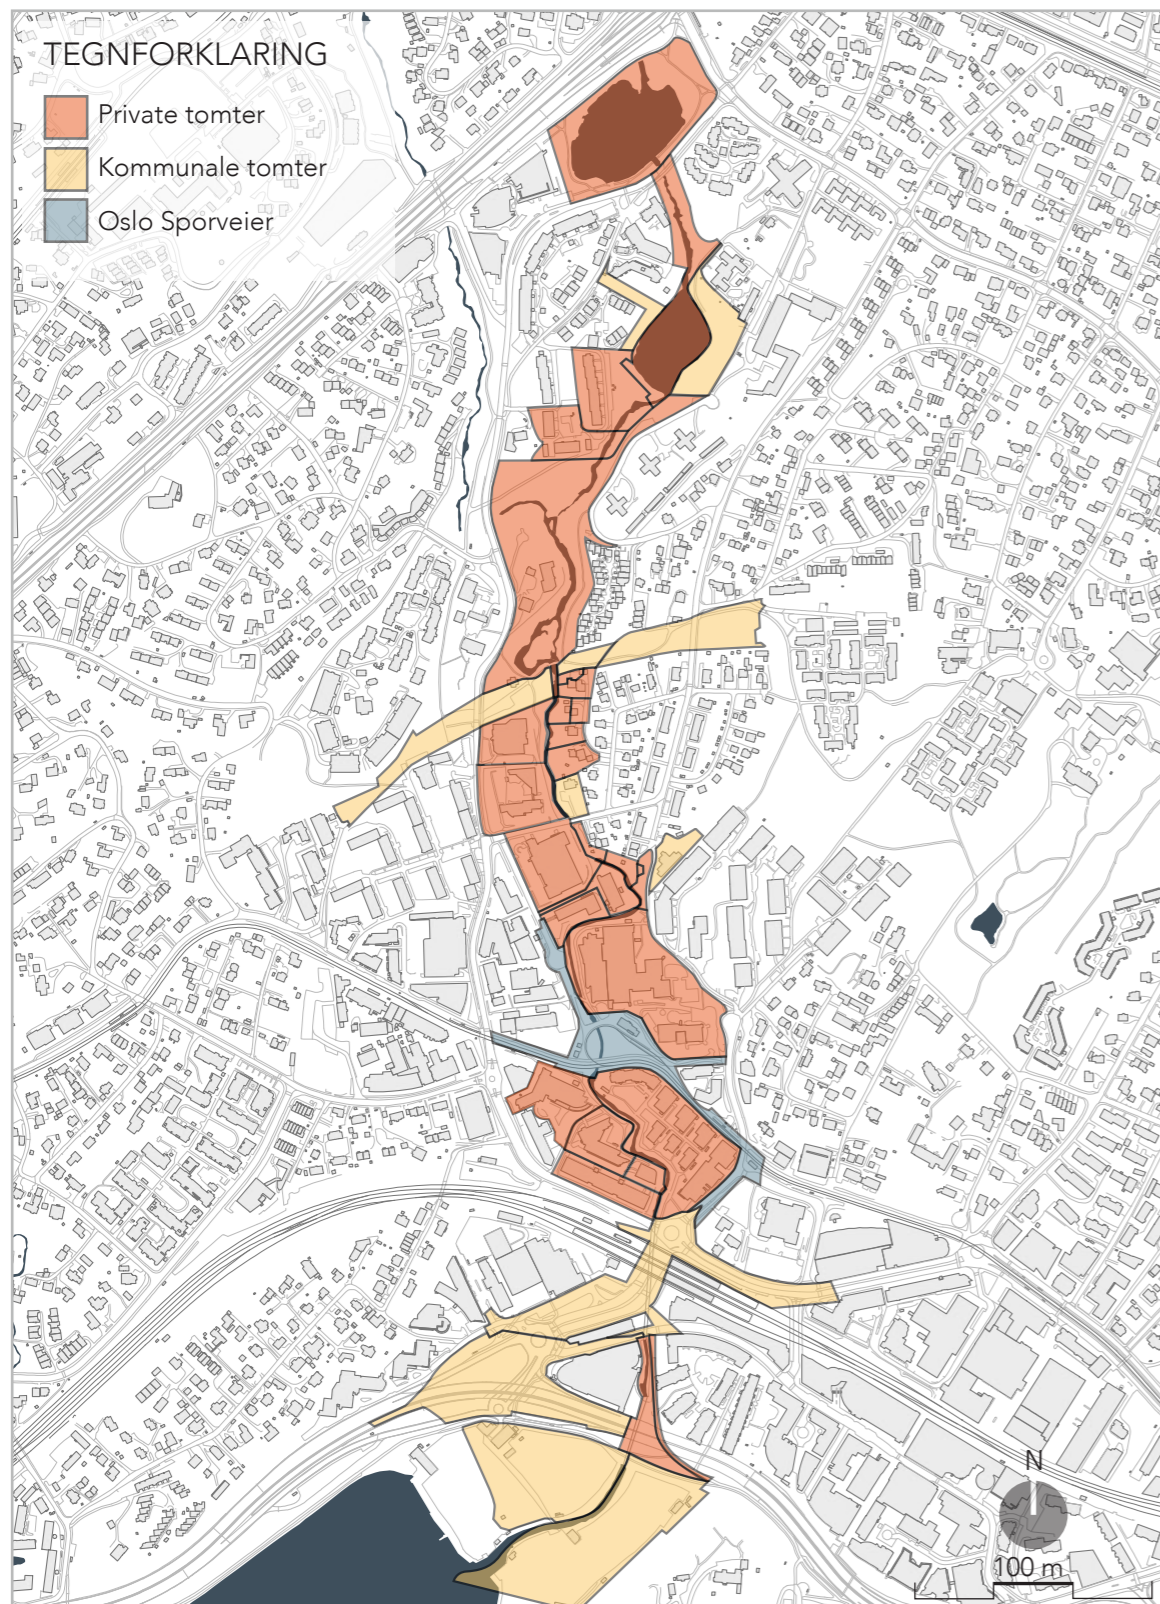 TEGNFORKLARING
Private tomter
Kommunale tomter
Oslo Sporveier
N
100 m